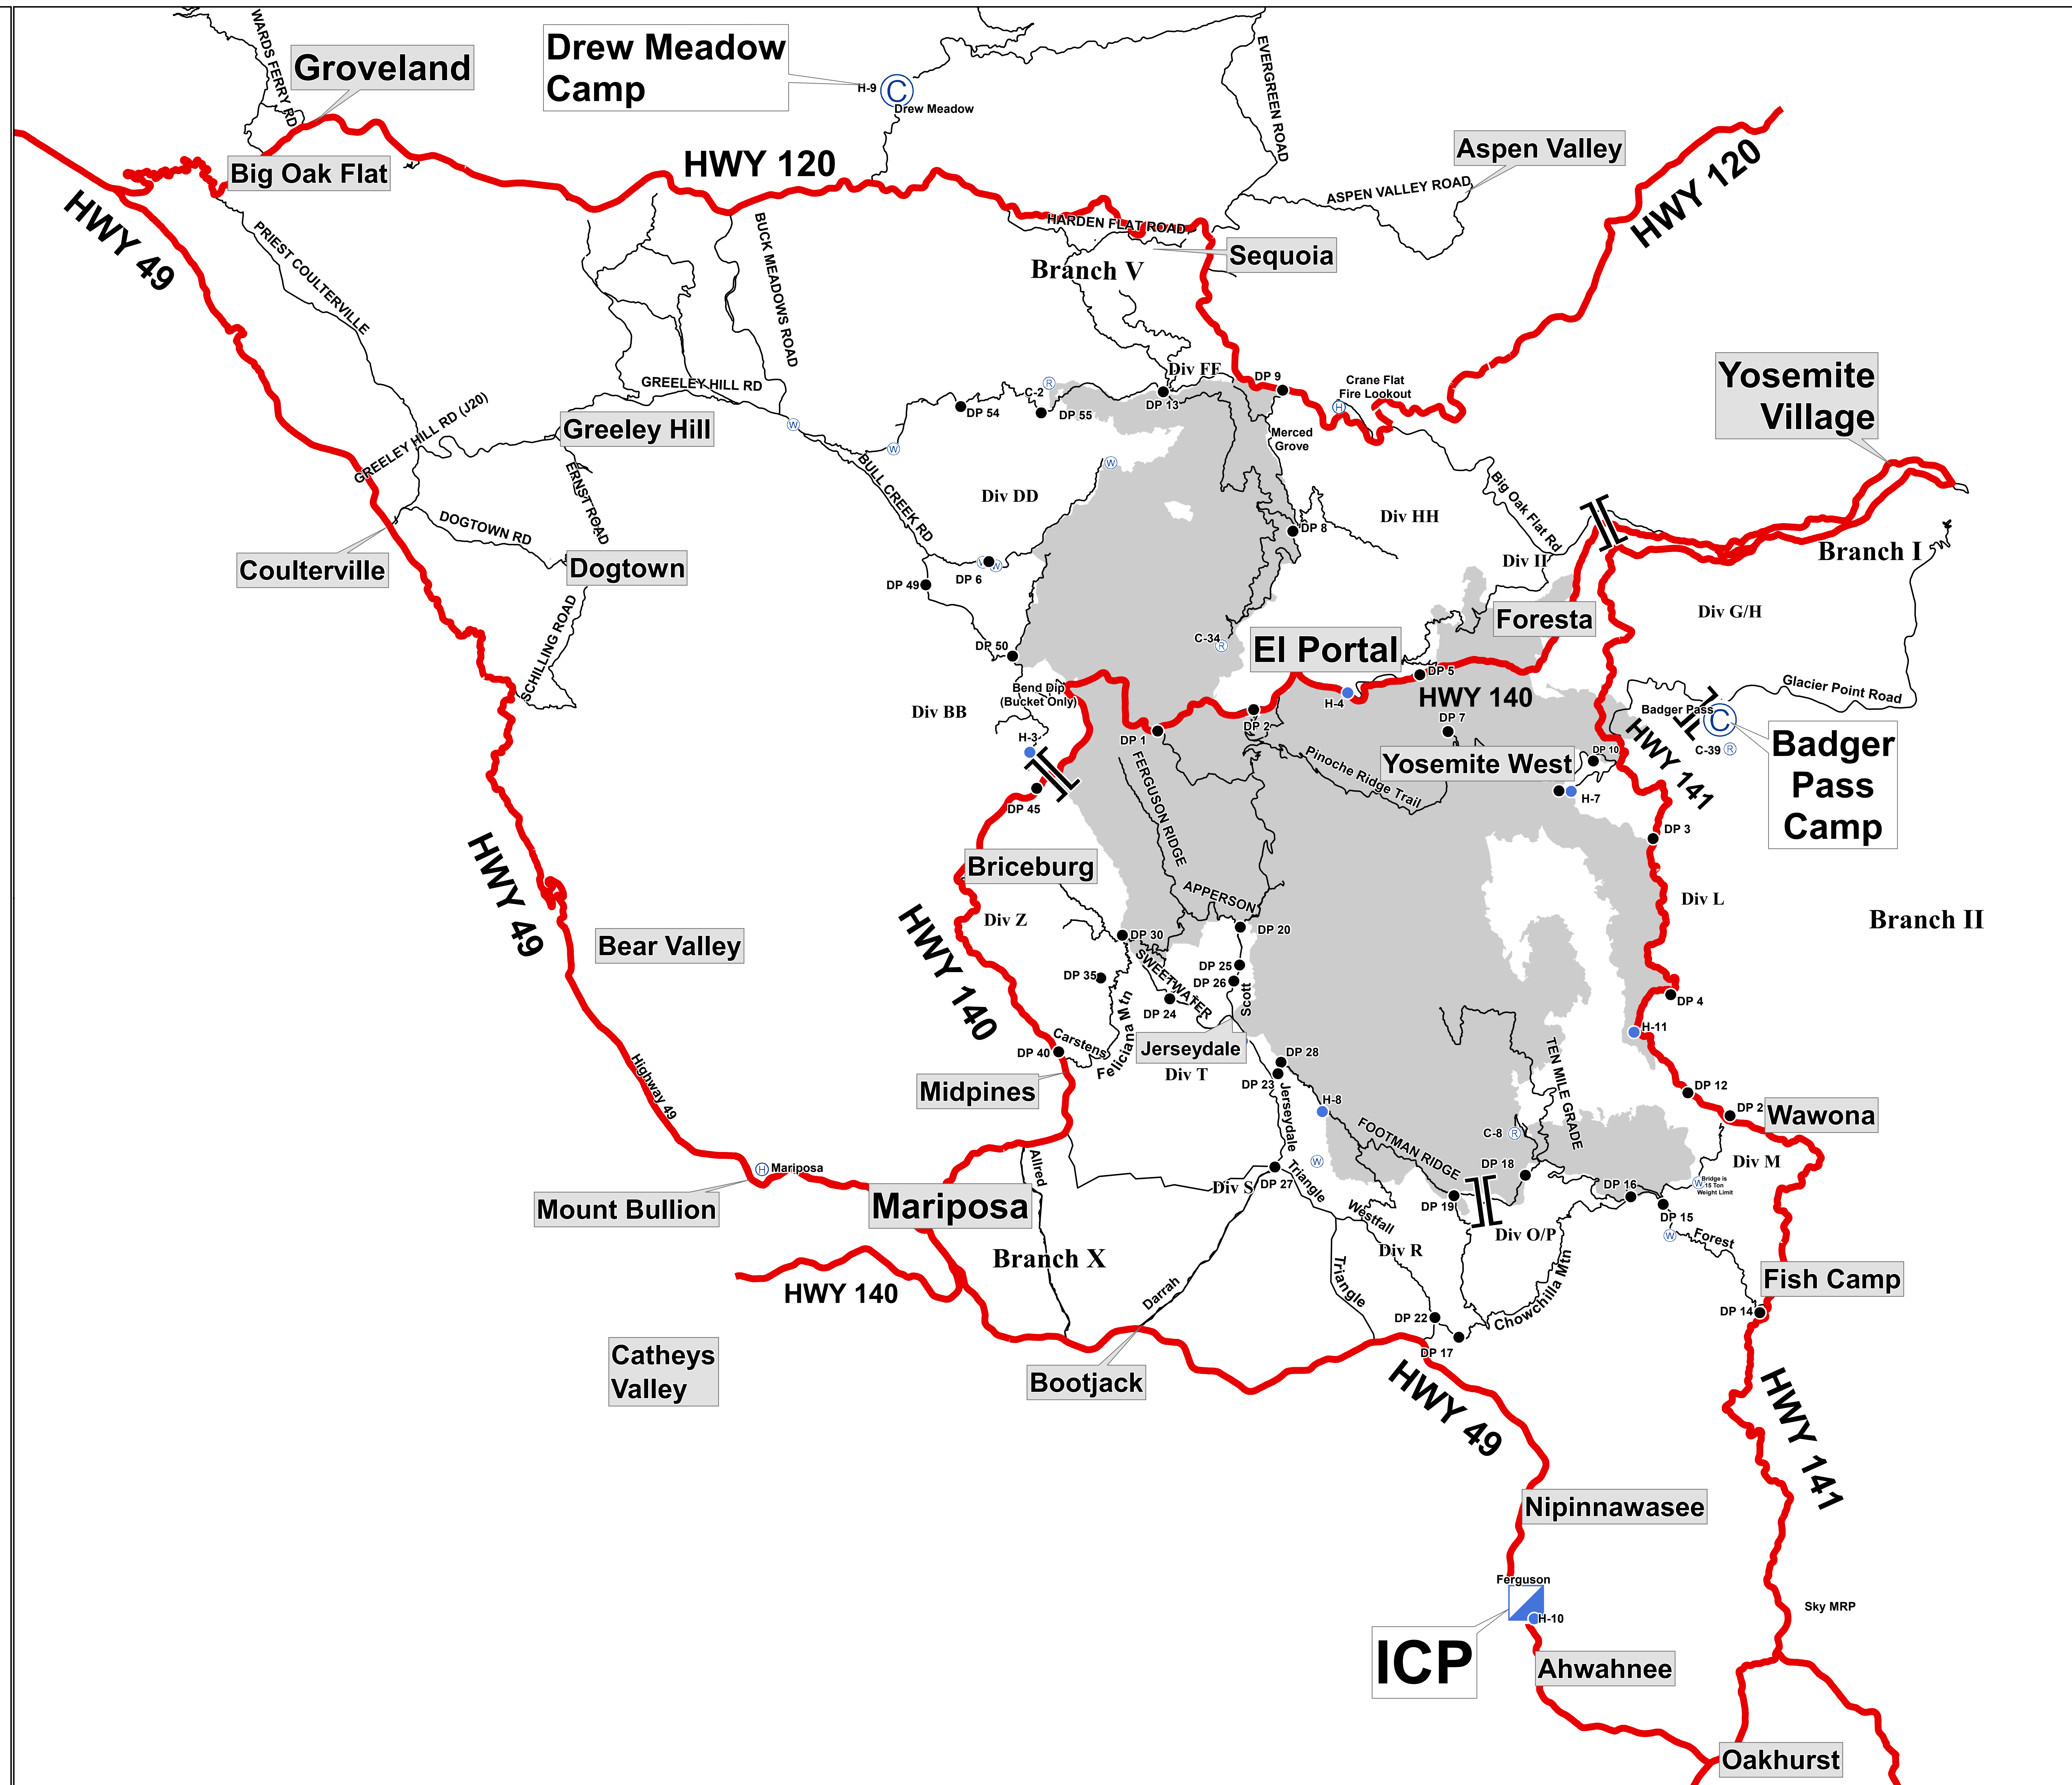 WARDS FERRY RD
Groveland
Drew Meadow
Camp
H-9
C
Drew Meadow
EVERGREEN ROAD
Aspen Valley
ASPEN VALLEY ROAD
HWY 120
HWY 120
Big Oak Flat
HWY 49
PRIEST COULTERVILLE
BUCK MEADOWS ROAD
HARDEN FLAT ROAD
Sequoia
Branch V
Yosemite
Village
Div FF
DP 9
Crane Flat
Fire Lookout
H
GREELEY HILL RD
R
C-2
DP 54
DP 55
DP 13
GREELEY HILL RD (J20)
Greeley Hill
W
W
W
Merced
Grove
ERNST ROAD
BULL CREEK RD
Div DD
Big Oak Flat Rd
DOGTOWN RD
Div HH
DP 8
Coulterville
Dogtown
DP 49
DP 6
W
Div II
Branch I
Div G/H
Foresta
SCHILLING ROAD
DP 50
C-34
R
El Portal
DP 5
HWY 140
H-4
Bend Dip
(Bucket Only)
Div BB
H-3
DP 1
DP 2
DP 7
Glacier Point Road
Badger Pass
C
C-39
R
Badger
Pass
Camp
HWY 141
DP 10
Yosemite West
Pinoche Ridge Trail
H-7
DP 45
FERGUSON RIDGE
DP 3
HWY 49
Briceburg
APPERSON
Div L
Branch II
HWY 140
Div Z
Bear Valley
DP 30
DP 20
SWEETWATER
DP 25
DP 26
DP 35
DP 24
Scott
DP 4
H-11
Feliciana Mtn
Carstens
DP 40
Jerseydale
DP 28
DP 23
Div T
Midpines
Highway 49
Jerseydale
H-8
TEN MILE GRADE
DP 12
DP 2
Wawona
FOOTMAN RIDGE
C-8
R
H
Mariposa
Allred
Div M
W
DP 18
Mount Bullion
Mariposa
Div S
DP 27
Triangle
DP 19
DP 16
W
Bridge is
15 Ton
Weight Limit
DP 15
Westfall
Div O/P
W
Forest
Div R
Branch X
Chowchilla Mtn
Fish Camp
HWY 140
Darrah
Triangle
DP 22
DP 14
DP 17
Catheys
Valley
Bootjack
HWY 49
HWY 141
Nipinnawasee
Ferguson
H-10
Sky MRP
ICP
Ahwahnee
Oakhurst